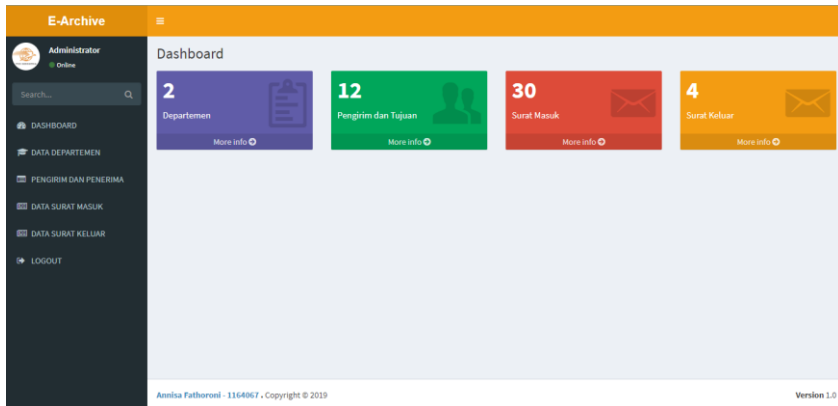 E-Archive
Administrator
Online
Search...
DASHBOARD
DATA DEPARTEMEN
PENGIRIM DAN PENERIMA
DATA SURAT MASUK
DATA SURAT KELUAR
LOGOUT
Dashboard
2
Departemen
More info
12
Pengirim dan Tujuan
More info
30
Surat Masuk
More info
4
Surat Keluar
More info
Annisa Fathoroni - 1164067 . Copyright © 2019
Version 1.0